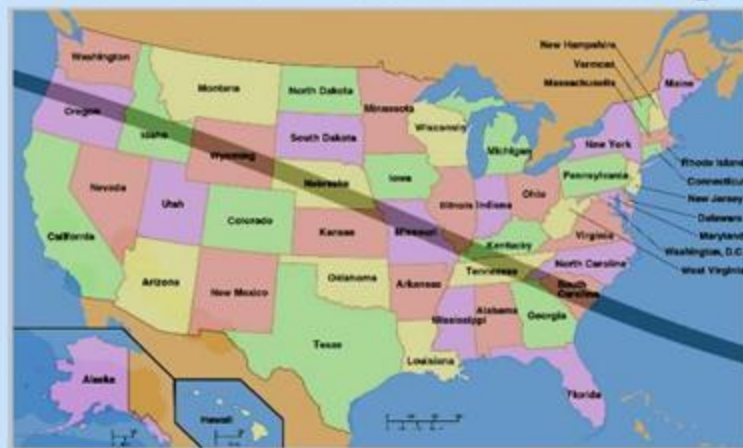 New Hampshire
Washington
Vermont
Massachusetts
Maine
Montana
North Dakota
Minnesota
Oregon
Idaho
Wisconsin
South Dakota
Michigan
New York
Wyoming
Rhode Island
Connecticut
Pennsylvania
Iowa
Nebraska
New Jersey
Nevada
Ohio
Utah
Illinois
Indiana
Delaware
Colorado
Maryland
California
Kansas
Missouri
Virginia
Kentucky
Washington, D.C
West Virginia
North Carolina
Tennessee
Oklahoma
Arizona
New Mexico
Arkansas
South
Carolina
Mississippi
Alabama
Georgia
Texas
Louisiana
Alaska
Florida
Hawaii